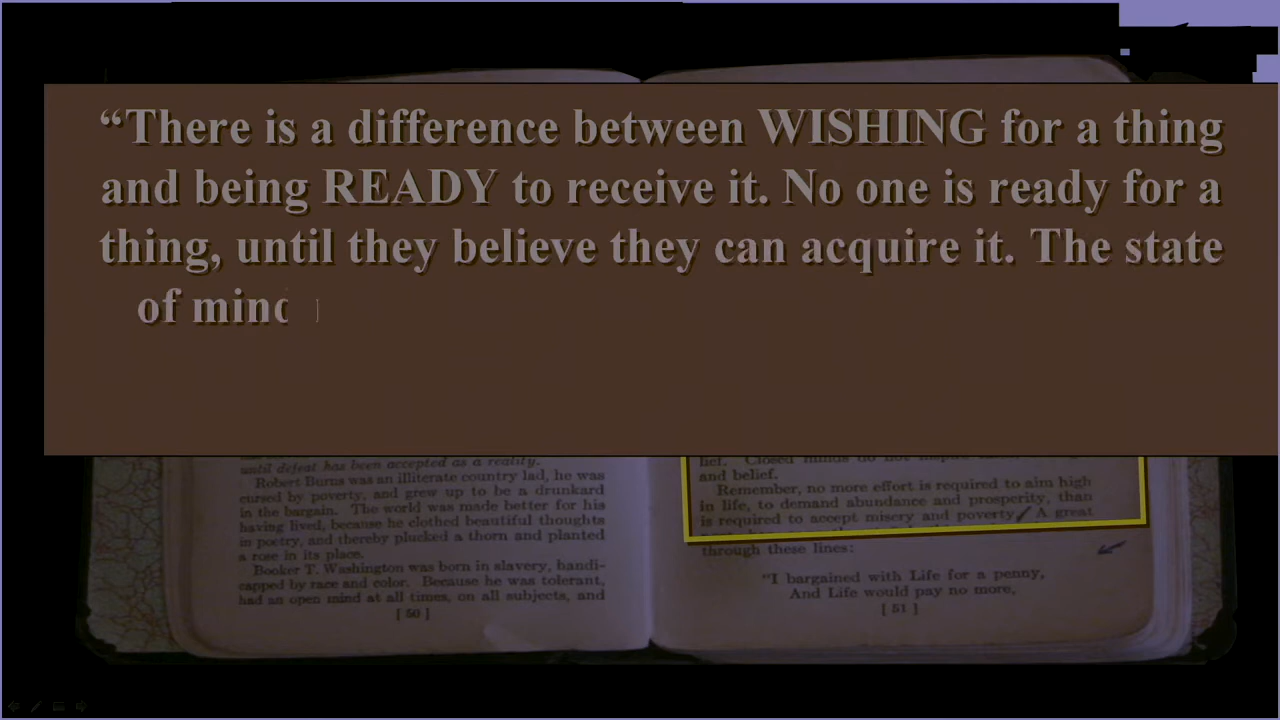 “There is a difference between WISHING for a thing
and being READY to receive it. No one is ready for a
thing, until they believe they can acquire it. The state
of mind
until defeat has been accepted as a reality.
Robert Burns was an illiterate country lad, he was
cursed by poverty, and grew up to be a drunkard
in the bargain. The world was made better for his
having lived, because he clothed beautiful thoughts
in poetry, and thereby plucked a thorn and planted
a rose in its place.
Booker T. Washington was born in slavery, handi-
capped by race and color. Because he was tolerant,
had an open mind at all times, on all subjects, and
[ 50 ]
lief. Closed minds do not
and belief.
Remember, no more effort is required to aim high
in life, to demand abundance and prosperity, than
is required to accept misery and poverty. A great
through these lines:
"I bargained with Life for a penny,
And Life would pay no more,
[ 51 ]